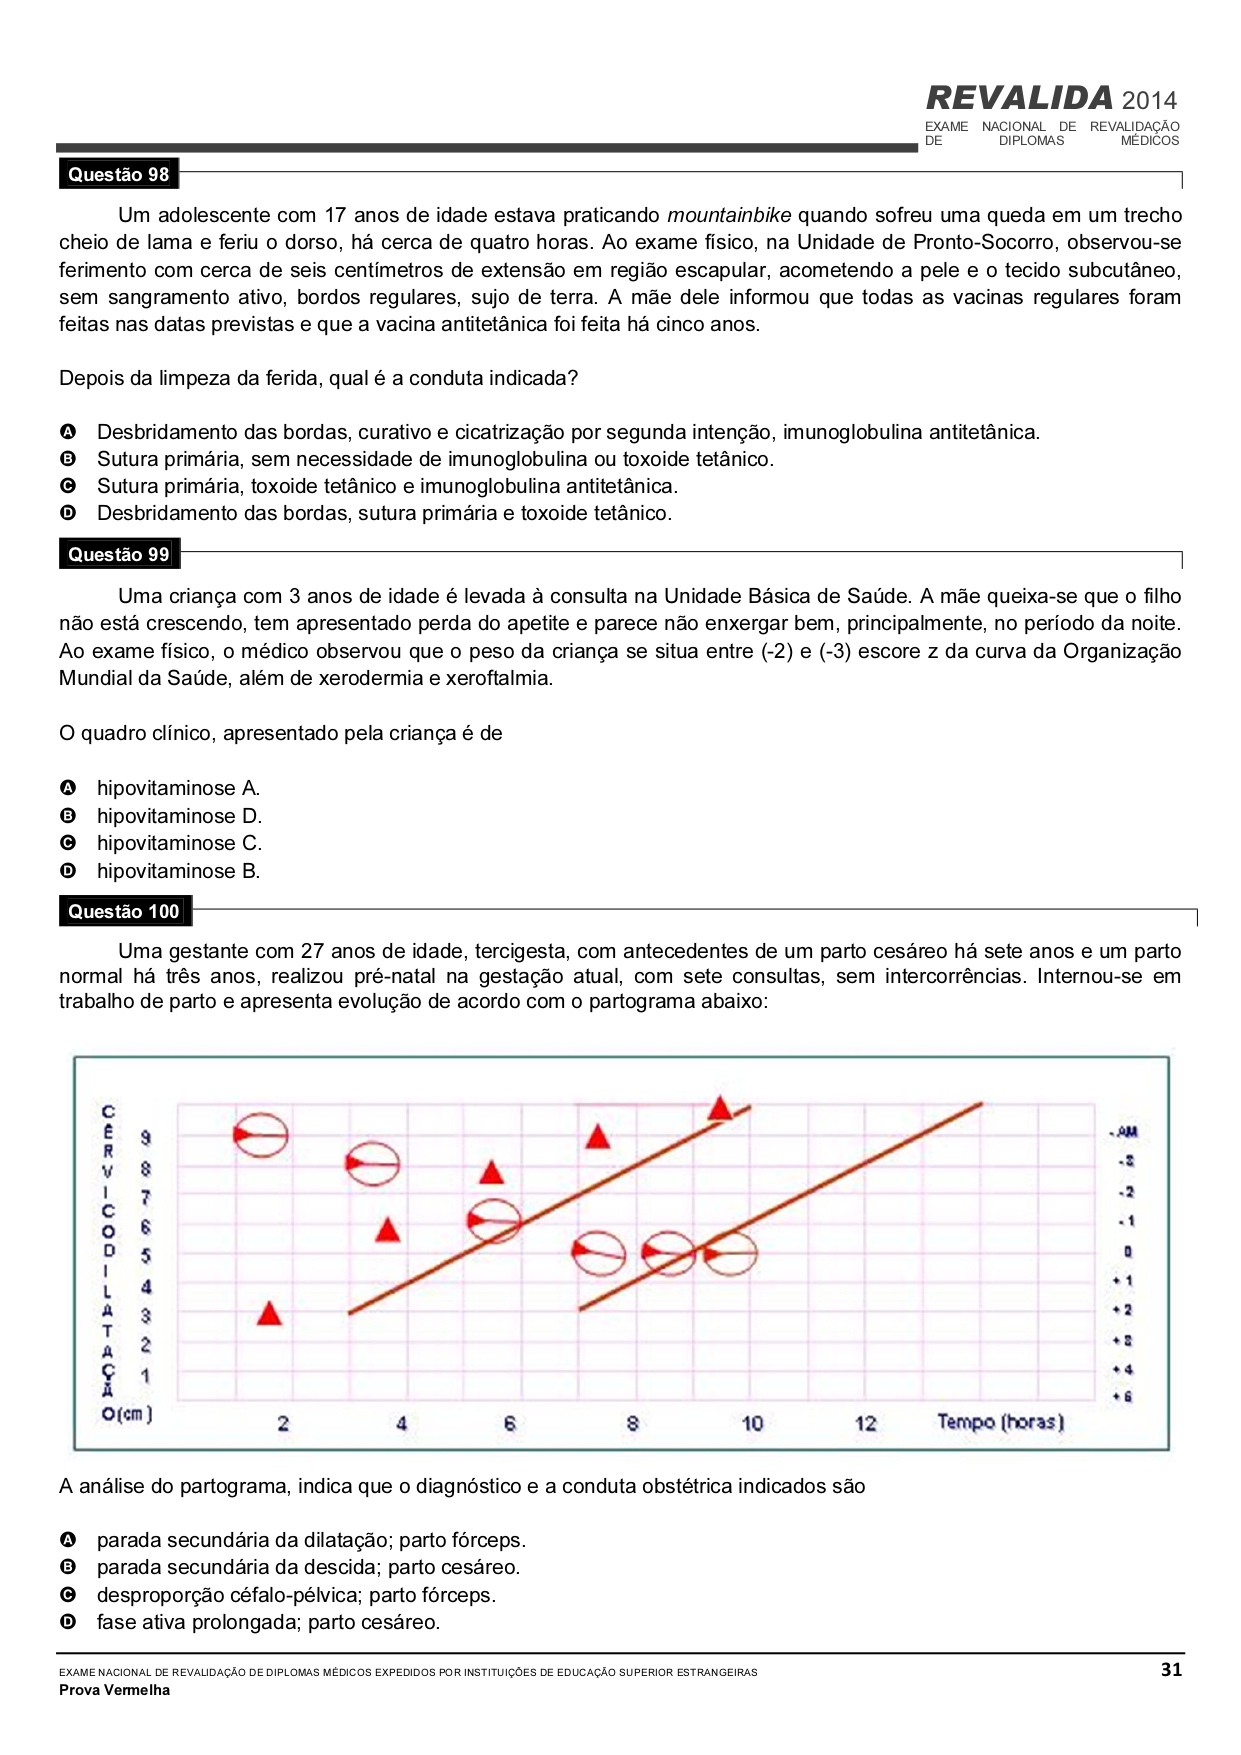 REVALIDA 2014
EXAME NACIONAL DE REVALIDAÇÃO
DE DIPLOMAS MÉDICOS
Questão 98
Um adolescente com 17 anos de idade estava praticando mountainbike quando sofreu uma queda em um trecho
cheio de lama e feriu o dorso, há cerca de quatro horas. Ao exame físico, na Unidade de Pronto-Socorro, observou-se
ferimento com cerca de seis centímetros de extensão em região escapular, acometendo a pele e o tecido subcutâneo,
sem sangramento ativo, bordos regulares, sujo de terra. A mãe dele informou que todas as vacinas regulares foram
feitas nas datas previstas e que a vacina antitetânica foi feita há cinco anos.
Depois da limpeza da ferida, qual é a conduta indicada?
A Desbridamento das bordas, curativo e cicatrização por segunda intenção, imunoglobulina antitetânica.
B Sutura primária, sem necessidade de imunoglobulina ou toxoide tetânico.
C Sutura primária, toxoide tetânico e imunoglobulina antitetânica.
D Desbridamento das bordas, sutura primária e toxoide tetânico.
Questão 99
Uma criança com 3 anos de idade é levada à consulta na Unidade Básica de Saúde. A mãe queixa-se que o filho
não está crescendo, tem apresentado perda do apetite e parece não enxergar bem, principalmente, no período da noite.
Ao exame físico, o médico observou que o peso da criança se situa entre (-2) e (-3) escore z da curva da Organização
Mundial da Saúde, além de xerodermia e xeroftalmia.
O quadro clínico, apresentado pela criança é de
A hipovitaminose A.
B hipovitaminose D.
C hipovitaminose C.
D hipovitaminose B.
Questão 100
Uma gestante com 27 anos de idade, tercigesta, com antecedentes de um parto cesáreo há sete anos e um parto
normal há três anos, realizou pré-natal na gestação atual, com sete consultas, sem intercorrências. Internou-se em
trabalho de parto e apresenta evolução de acordo com o partograma abaixo:
CÉRVICODILATAÇÃO (cm)
9
8
7
6
5
4
3
2
1
-AM
-3
-2
-1
0
+1
+2
+3
+4
2 4 6 8 10 12 Tempo (horas)
A análise do partograma, indica que o diagnóstico e a conduta obstétrica indicados são
A parada secundária da dilatação; parto fórceps.
B parada secundária da descida; parto cesáreo.
C desproporção céfalo-pélvica; parto fórceps.
D fase ativa prolongada; parto cesáreo.
EXAME NACIONAL DE REVALIDAÇÃO DE DIPLOMAS MÉDICOS EXPEDIDOS POR INSTITUIÇÕES DE EDUCAÇÃO SUPERIOR ESTRANGEIRAS
31
Prova Vermelha